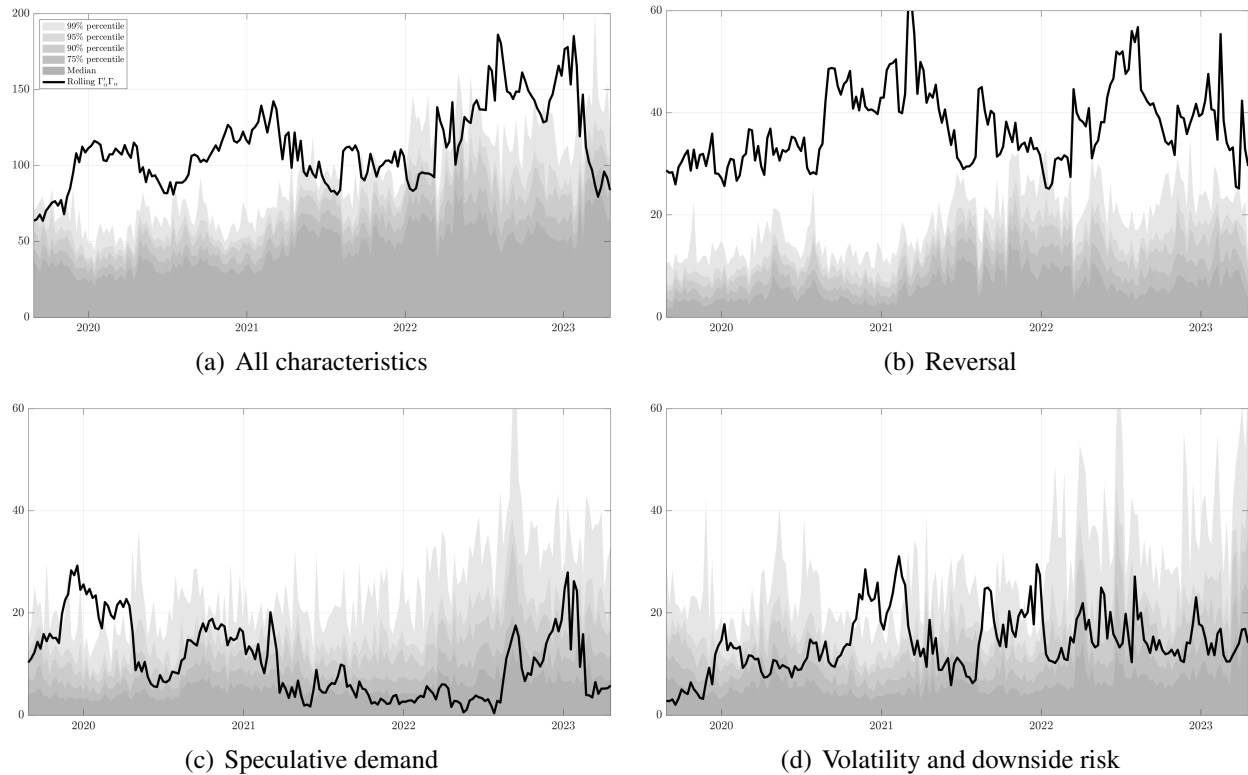 200
150
100
50
0
99% percentile
95% percentile
90% percentile
75% percentile
Median
Rolling Γ′αΓα
2020 2021 2022 2023
(a) All characteristics
60
40
20
0
2020 2021 2022 2023
(b) Reversal
60
40
20
0
2020 2021 2022 2023
(c) Speculative demand
60
40
20
0
2020 2021 2022 2023
(d) Volatility and downside risk